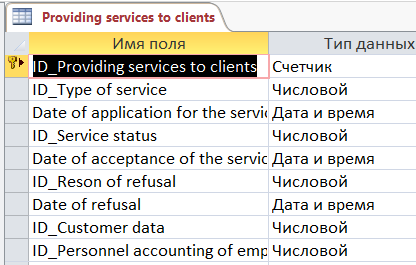 Providing services to clients
Имя поля Тип данных
ID_Providing services to clients Счетчик
ID_Type of service Числовой
Date of application for the servic Дата и время
ID_Service status Числовой
Date of acceptance of the servic Дата и время
ID_Reson of refusal Числовой
Date of refusal Дата и время
ID_Customer data Числовой
ID_Personnel accounting of emp Числовой